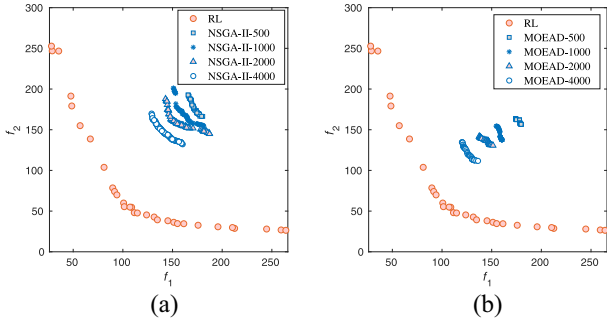 (a)
300
250
200
150
100
50
0
f2
50
100
150
200
250
f1
RL
NSGA-II-500
NSGA-II-1000
NSGA-II-2000
NSGA-II-4000
(b)
300
250
200
150
100
50
0
f2
50
100
150
200
250
f1
RL
MOEAD-500
MOEAD-1000
MOEAD-2000
MOEAD-4000
(a)
(b)